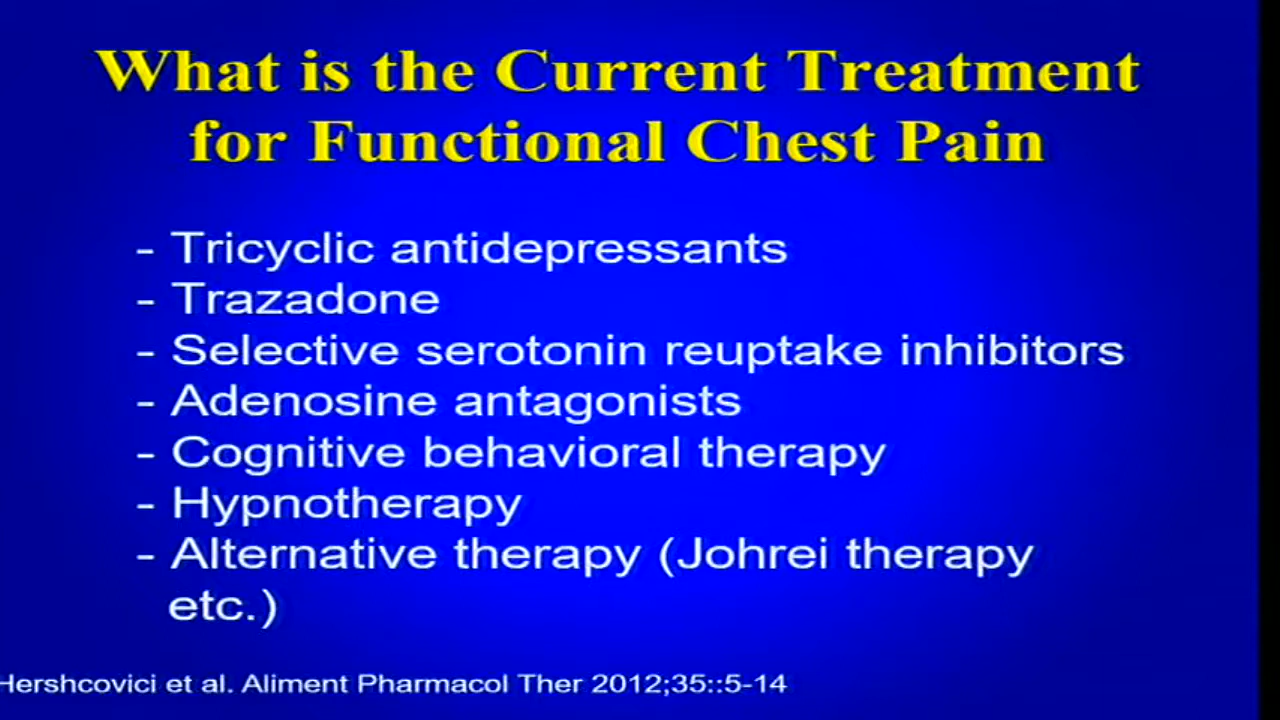 What is the Current Treatment
for Functional Chest Pain
- Tricyclic antidepressants
- Trazadone
- Selective serotonin reuptake inhibitors
- Adenosine antagonists
- Cognitive behavioral therapy
- Hypnotherapy
- Alternative therapy (Johrei therapy
etc.)
Hershcovici et al. Aliment Pharmacol Ther 2012;35::5-14